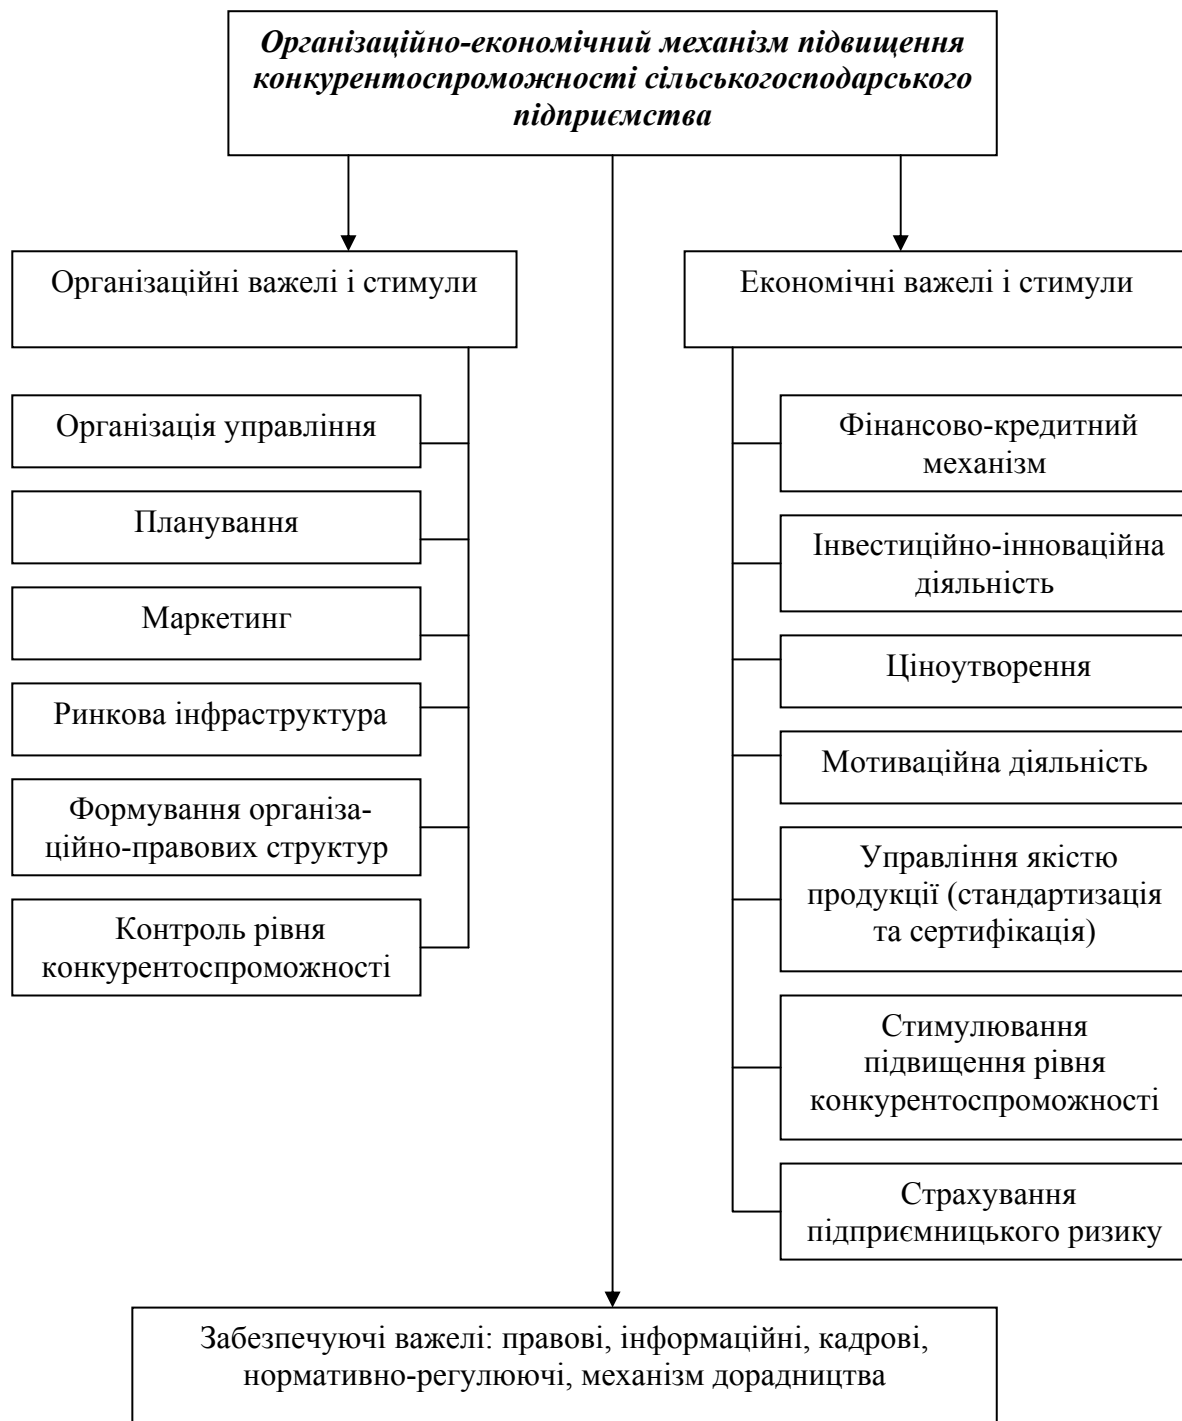 Організаційно-економічний механізм підвищення
конкурентоспроможності сільськогосподарського
підприємства
Організаційні важелі і стимули
Економічні важелі і стимули
Організація управління
Планування
Маркетинг
Ринкова інфраструктура
Формування організа-
ційно-правових структур
Контроль рівня
конкурентоспроможності
Фінансово-кредитний
механізм
Інвестиційно-інноваційна
діяльність
Ціноутворення
Мотиваційна діяльність
Управління якістю
продукції (стандартизація
та сертифікація)
Стимулювання
підвищення рівня
конкурентоспроможності
Страхування
підприємницького ризику
Забезпечуючі важелі: правові, інформаційні, кадрові,
нормативно-регулюючі, механізм дорадництва